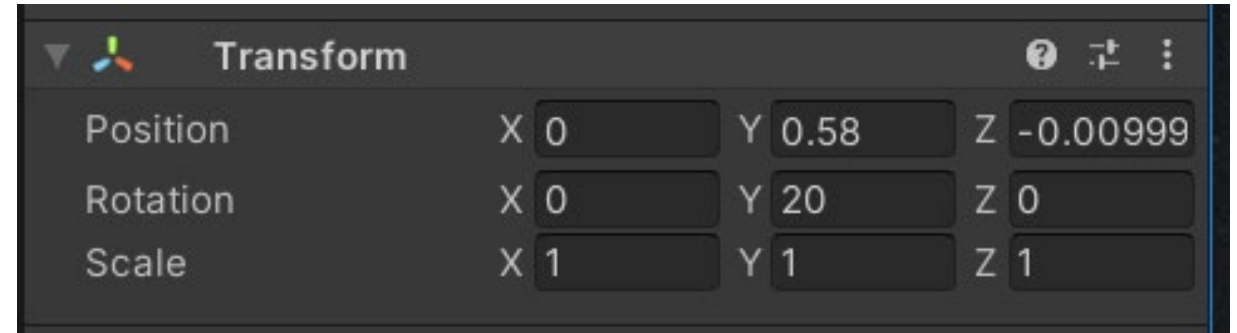 Transform
Position X 0 Y 0.58 Z -0.00999
Rotation X 0 Y 20 Z 0
Scale X 1 Y 1 Z 1